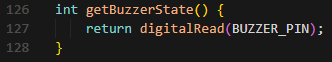 126 int getBuzzerState() {
127     return digitalRead(BUZZER_PIN);
128 }